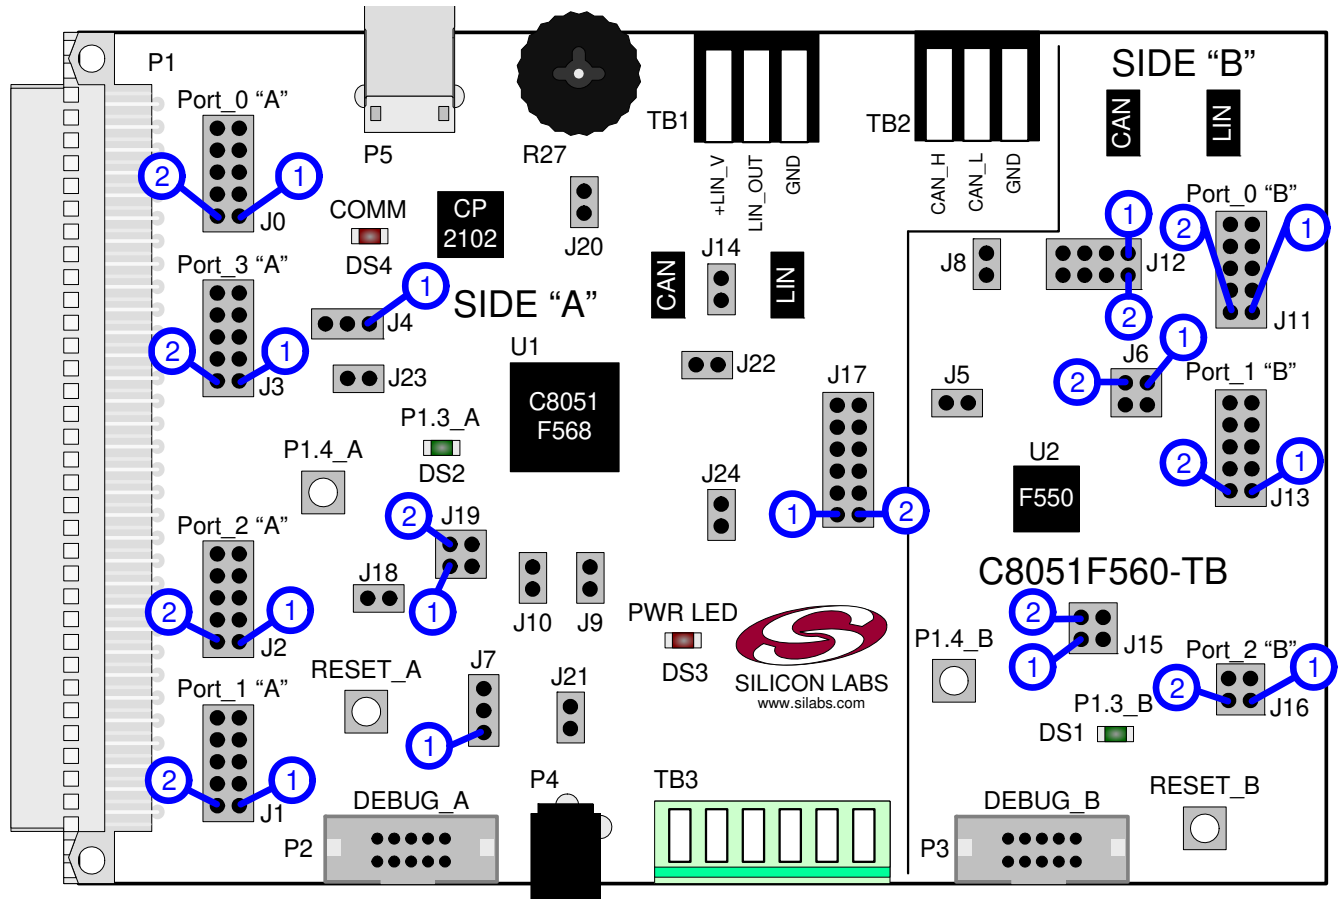 P1
Port_0 “A”
2
1
J0
P5
COMM
DS4
CP
2102
R27
J20
TB1
+LIN_V
LIN_OUT
GND
TB2
CAN_H
CAN_L
GND
SIDE “B”
CAN
LIN
Port_0 “B”
2
1
J11
1
J12
2
J8
Port_3 “A”
2
1
J3
1
J4
SIDE “A”
J23
CAN
J14
LIN
U1
C8051
F568
J22
J17
1
2
J5
J6
2
1
Port_1 “B”
2
1
J13
P1.3_A
DS2
P1.4_A
J24
U2
F550
Port_2 “A”
2
1
J2
2
J19
1
J18
J10
J9
PWR LED
DS3
SILICON LABS
www.silabs.com
C8051F560-TB
2
1
J15
P1.4_B
Port_2 “B”
2
1
J16
P1.3_B
DS1
RESET_A
J7
1
J21
Port_1 “A”
2
1
J1
P2
DEBUG_A
P4
TB3
P3
DEBUG_B
RESET_B